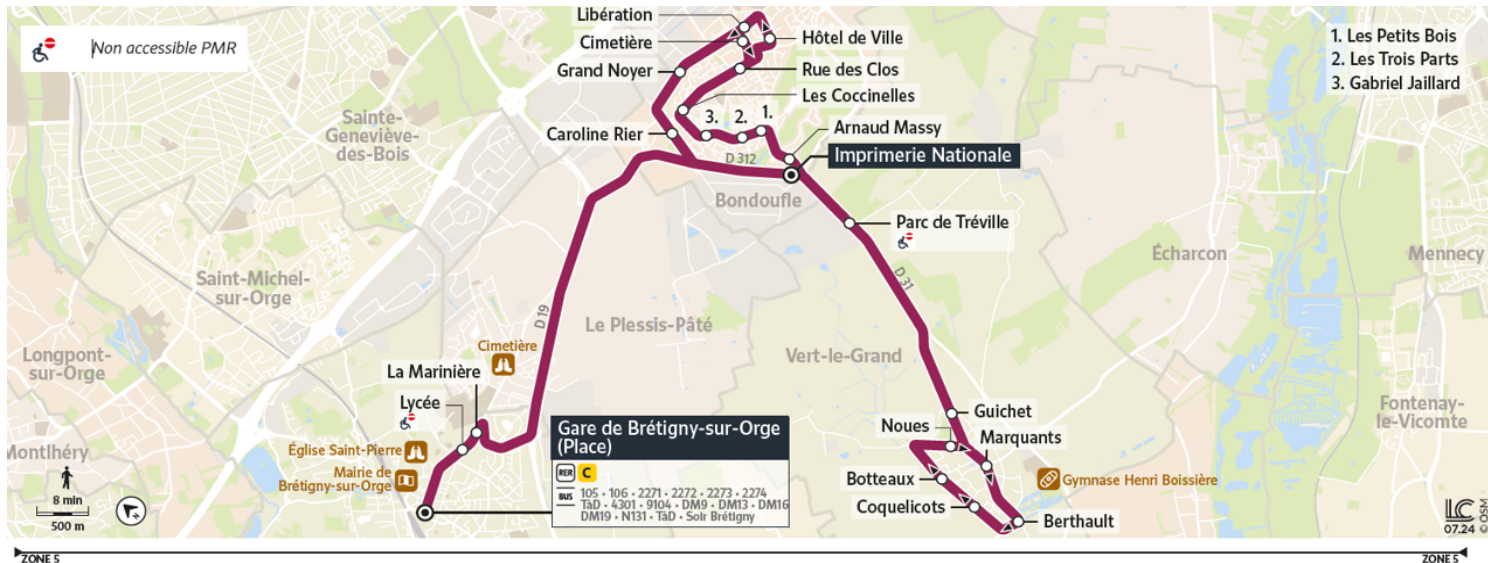 Non accessible PMR
1. Les Petits Bois
2. Les Trois Parts
3. Gabriel Jaillard
Libération
Cimetière
Hôtel de Ville
Grand Noyer
Rue des Clos
Les Coccinelles
3.
2.
1.
Caroline Rier
Arnaud Massy
D 312
Imprimerie Nationale
Sainte-
Geneviève-
des-Bois
Bondoufle
Parc de Tréville
Écharcon
Mennecy
Saint-Michel-
sur-Orge
D 31
D 19
Le Plessis-Pâté
Longpont-
sur-Orge
Cimetière
Vert-le-Grand
La Marinière
Lycée
Fontenay-
le-Vicomte
Guichet
Noues
Marquants
Gare de Brétigny-sur-Orge
(Place)
RER C
BUS
105 • 106 • 2271 • 2272 • 2273 • 2274
TàD • 4301 • 9104 • DM9 • DM13 • DM16
DM19 • N131 • TàD • Soir Brétigny
Montlhéry
Église Saint-Pierre
Mairie de
Brétigny-sur-Orge
Botteaux
Gymnase Henri Boissière
Coquelicots
Berthault
8 min
500 m
LC
07.24
© OSM
ZONE 5
ZONE 5